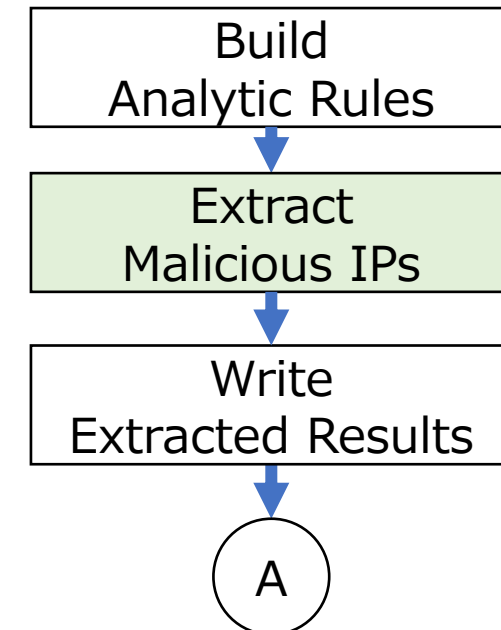 Build
Analytic Rules
Extract
Malicious IPs
Write
Extracted Results
A